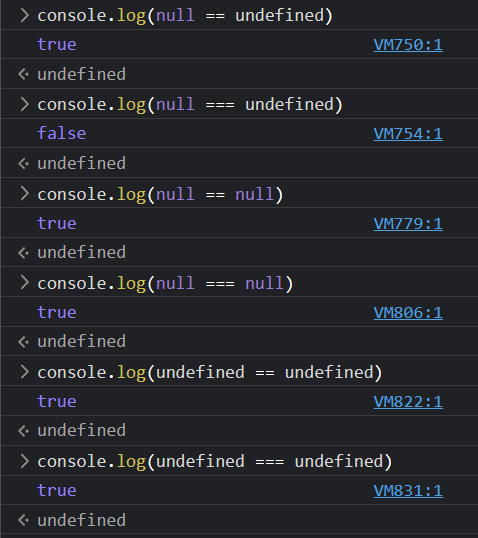 > console.log(null == undefined)
true VM750:1
undefined
> console.log(null === undefined)
false VM754:1
undefined
> console.log(null == null)
true VM779:1
undefined
> console.log(null === null)
true VM806:1
undefined
> console.log(undefined == undefined)
true VM822:1
undefined
> console.log(undefined === undefined)
true VM831:1
undefined